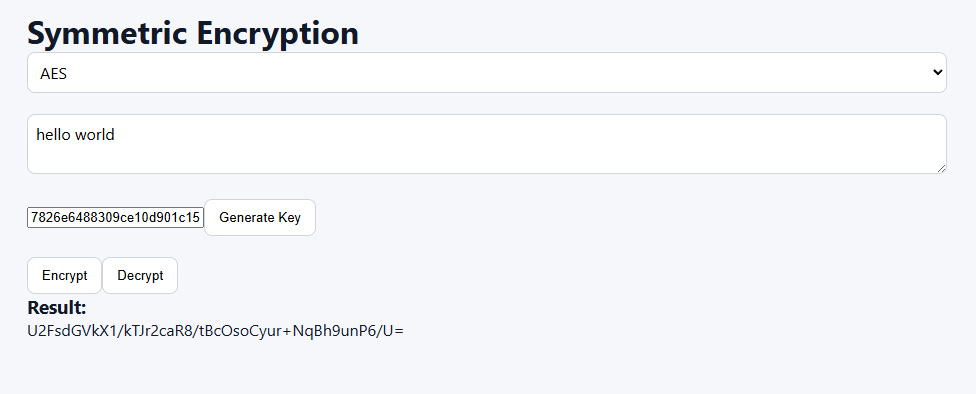 Symmetric Encryption
AES
hello world
7826e6488309ce10d901c15
Generate Key
Encrypt
Decrypt
Result:
U2FsdGVkX1/kTJr2caR8/tBcOsoCyur+NqBh9unP6/U=